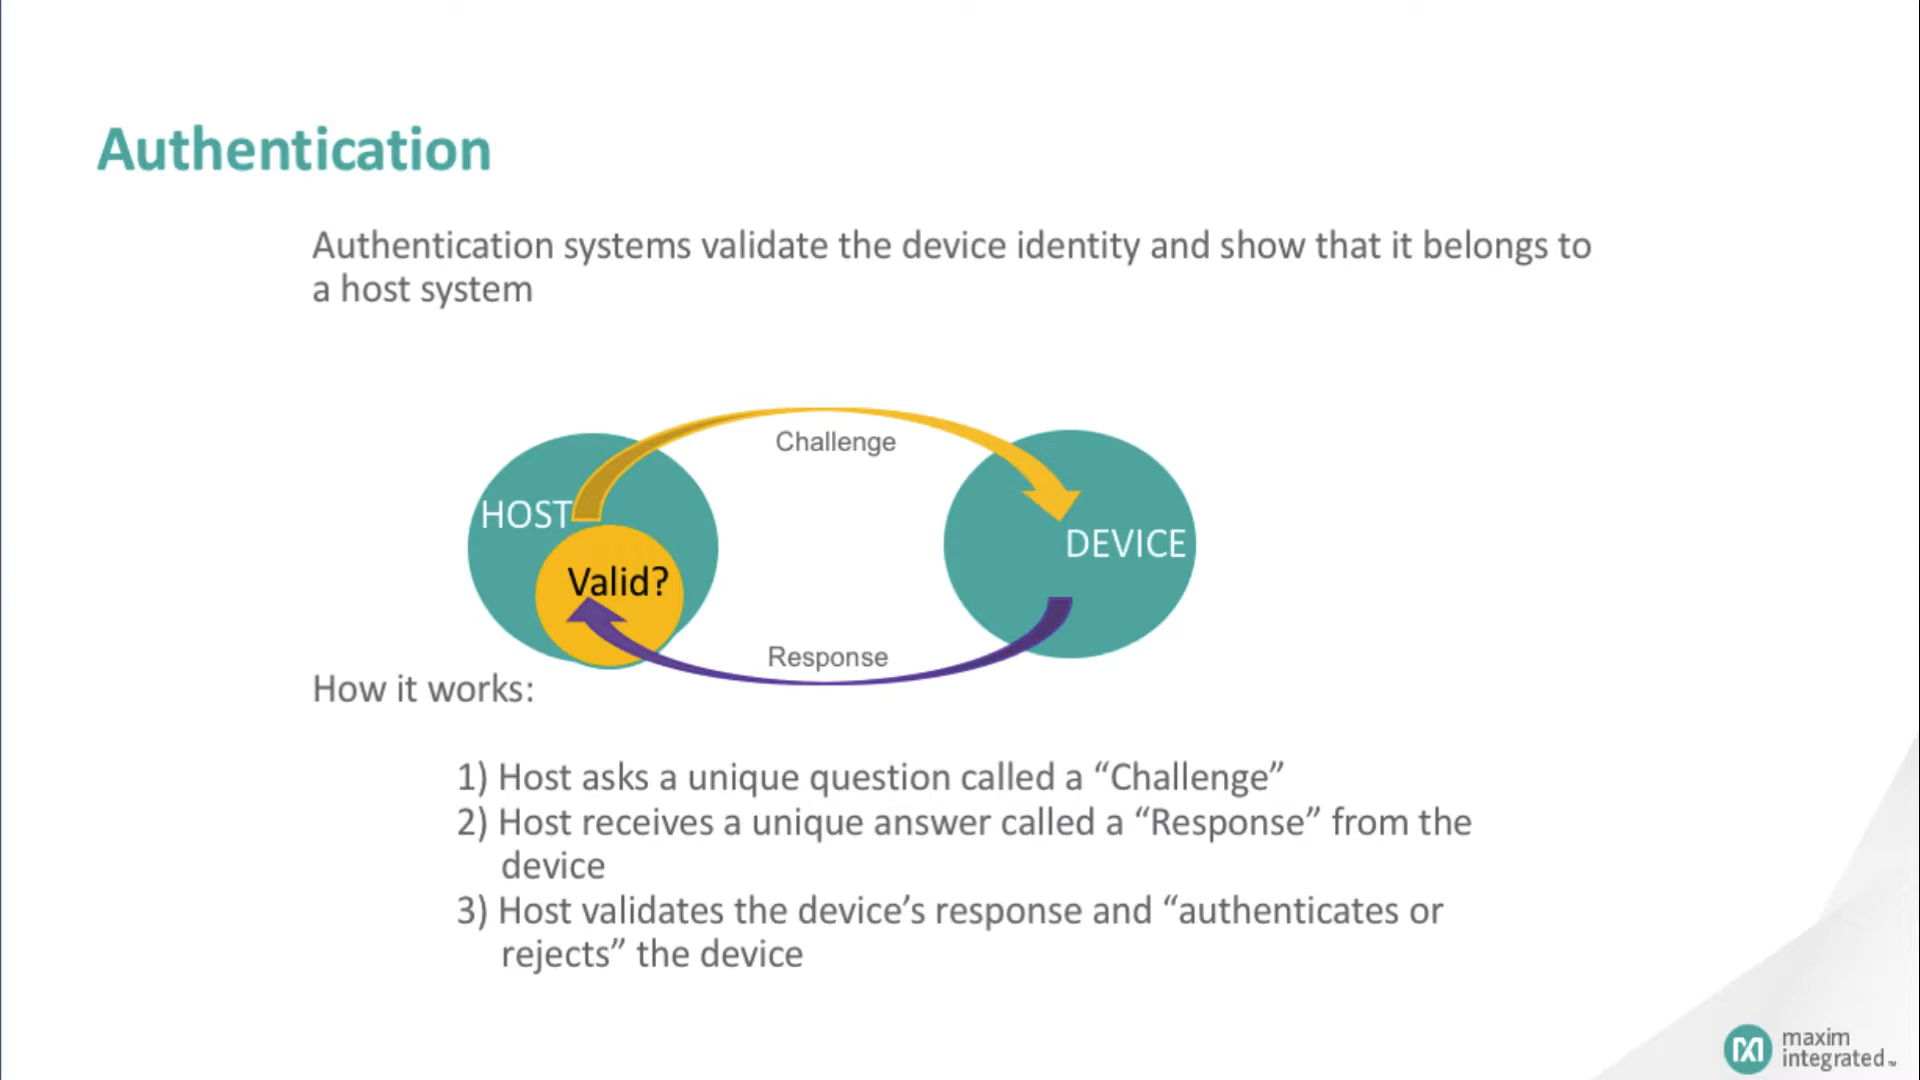 Authentication
Authentication systems validate the device identity and show that it belongs to
a host system
Challenge
HOST
DEVICE
Valid?
Response
How it works:
1) Host asks a unique question called a “Challenge”
2) Host receives a unique answer called a “Response” from the
device
3) Host validates the device’s response and “authenticates or
rejects” the device
maxim
integrated™